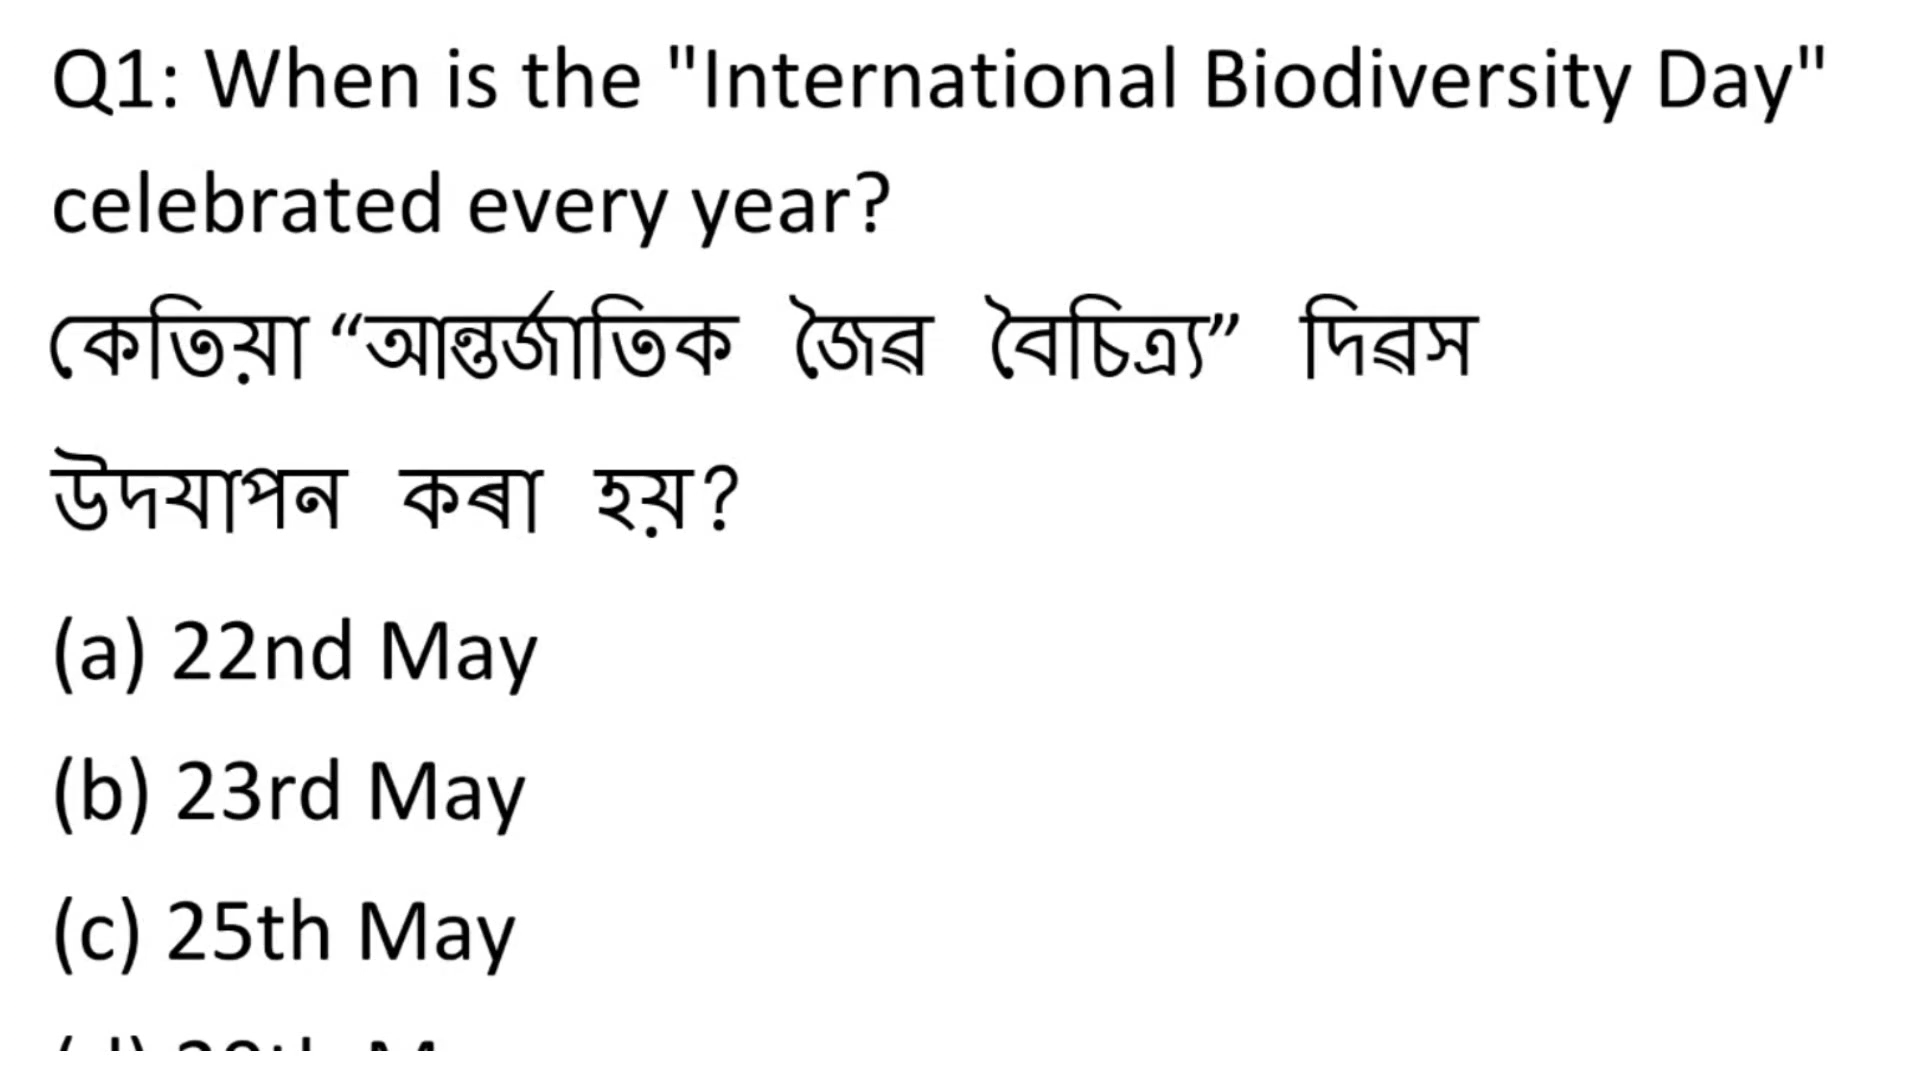 Q1: When is the "International Biodiversity Day"
celebrated every year?
কেতিয়া “আন্তৰ্জাতিক জৈৱ বৈচিত্ৰ্য” দিৱস
উদযাপন কৰা হয়?
(a) 22nd May
(b) 23rd May
(c) 25th May